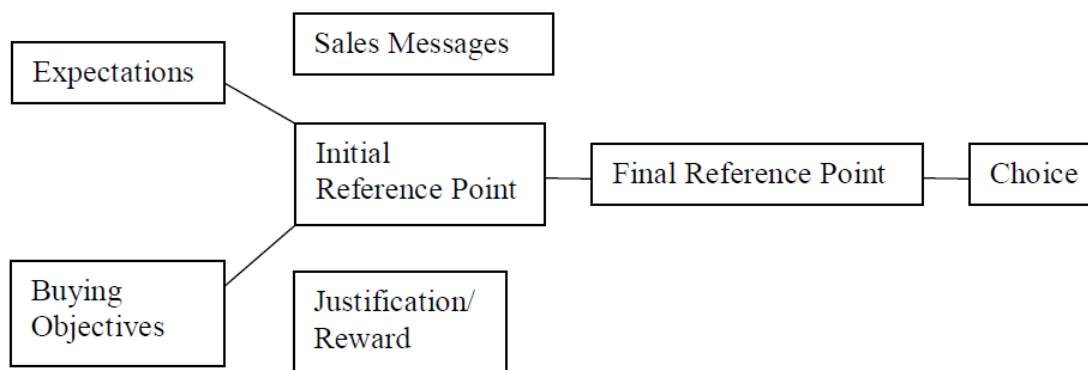 Sales Messages
Expectations
Initial
Reference Point
Final Reference Point
Choice
Buying
Objectives
Justification/
Reward